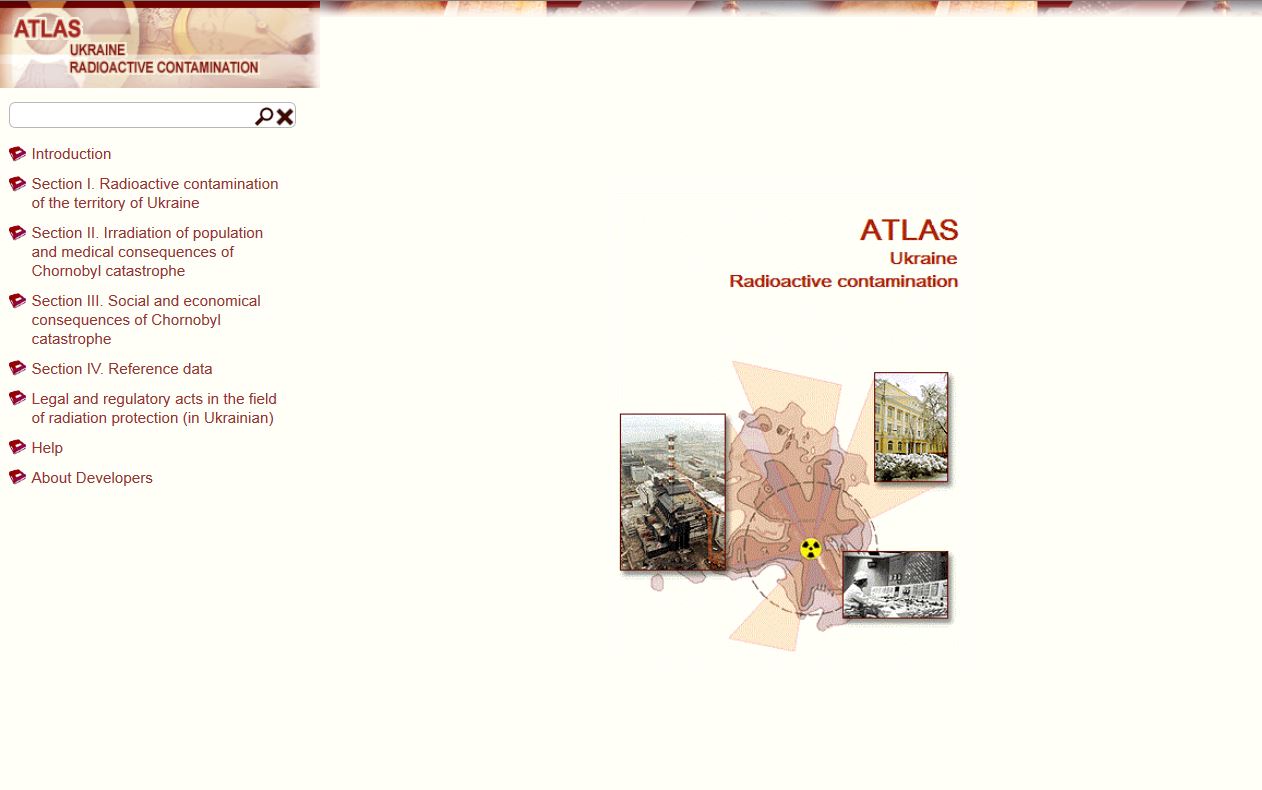 ATLAS
UKRAINE
RADIOACTIVE CONTAMINATION
Introduction
Section I. Radioactive contamination
of the territory of Ukraine
Section II. Irradiation of population
and medical consequences of
Chornobyl catastrophe
Section III. Social and economical
consequences of Chornobyl
catastrophe
Section IV. Reference data
Legal and regulatory acts in the field
of radiation protection (in Ukrainian)
Help
About Developers
ATLAS
Ukraine
Radioactive contamination